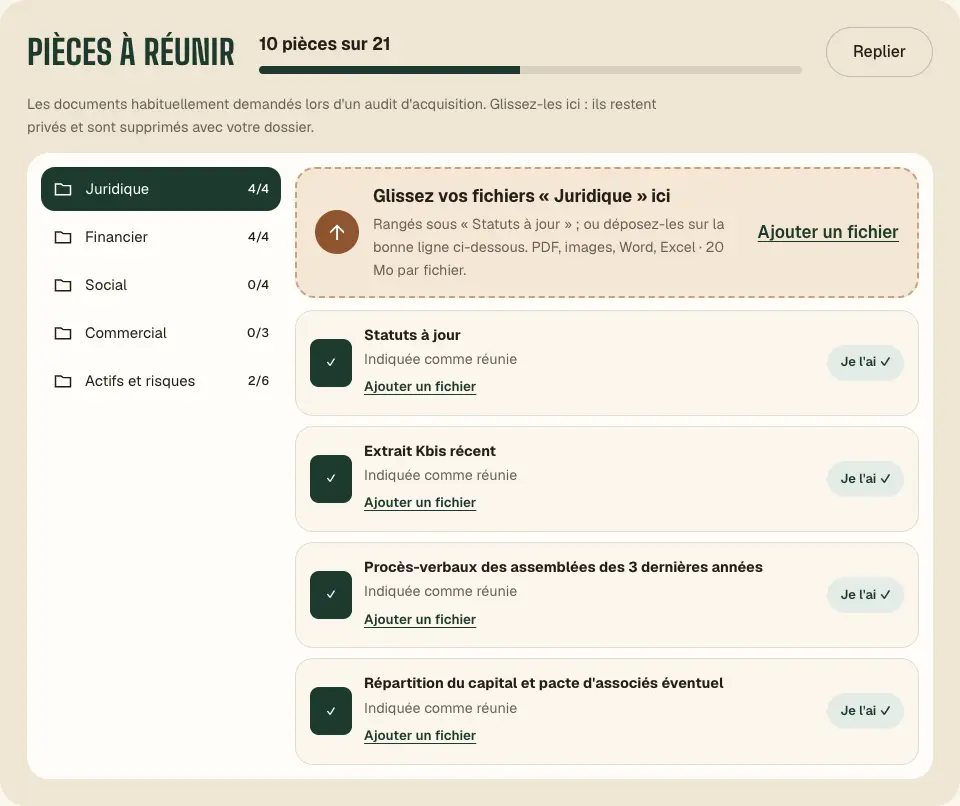 PIÈCES À RÉUNIR
10 pièces sur 21
Replier
Les documents habituellement demandés lors d'un audit d'acquisition. Glissez-les ici : ils restent
privés et sont supprimés avec votre dossier.
Juridique 4/4
Financier 4/4
Social 0/4
Commercial 0/3
Actifs et risques 2/6
Glissez vos fichiers « Juridique » ici
Rangés sous « Statuts à jour » ; ou déposez-les sur la
bonne ligne ci-dessous. PDF, images, Word, Excel · 20
Mo par fichier.
Ajouter un fichier
Statuts à jour
Indiquée comme réunie
Ajouter un fichier
Je l'ai ✓
Extrait Kbis récent
Indiquée comme réunie
Ajouter un fichier
Je l'ai ✓
Procès-verbaux des assemblées des 3 dernières années
Indiquée comme réunie
Ajouter un fichier
Je l'ai ✓
Répartition du capital et pacte d'associés éventuel
Indiquée comme réunie
Ajouter un fichier
Je l'ai ✓